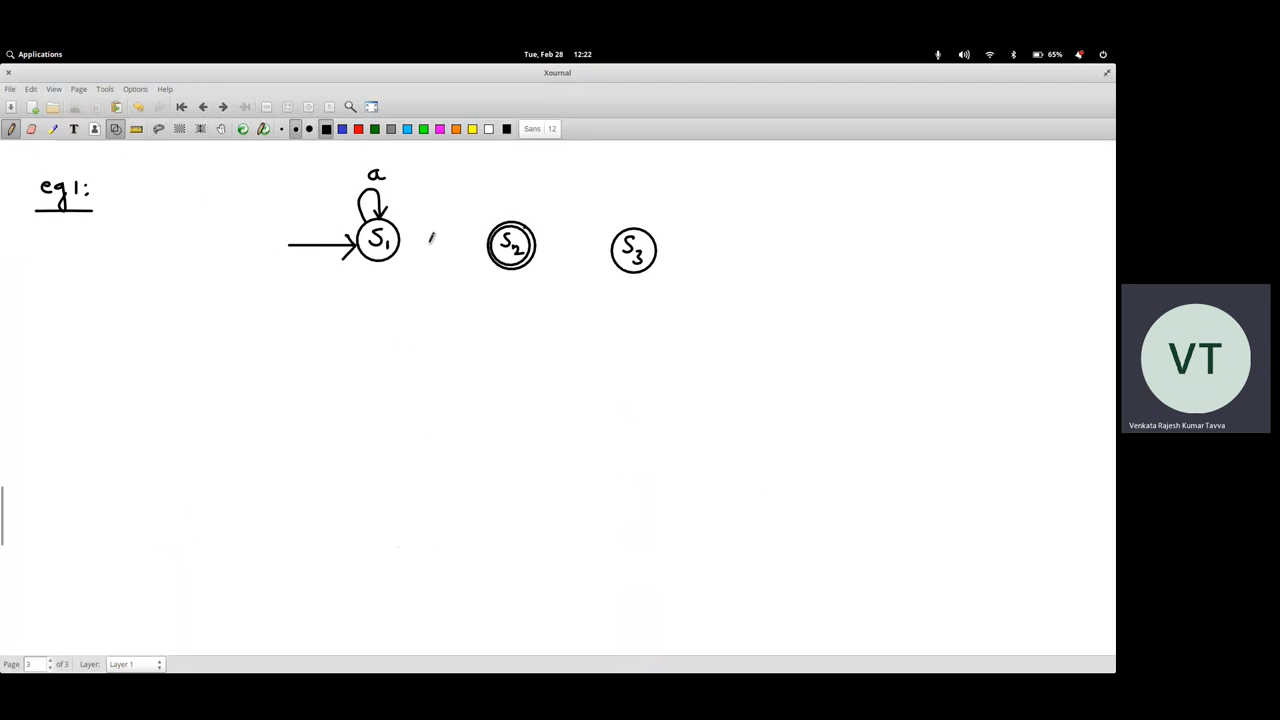 Applications
Tue, Feb 28 12:22
65%
Xournal
File Edit View Page Tools Options Help
Sans 12
eg1:
a
S1 S2 S3
VT
Venkata Rajesh Kumar Tavva
Page 3 of 3 Layer: Layer 1